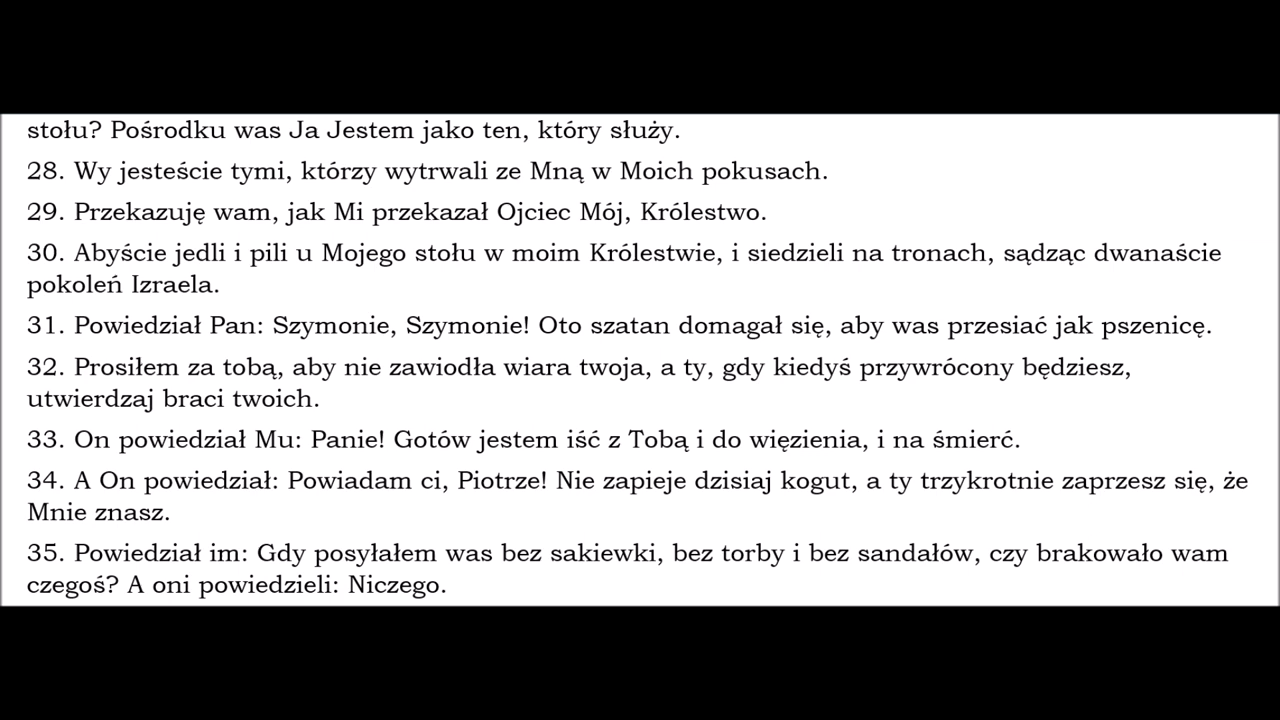 stołu? Pośrodku was Ja Jestem jako ten, który służy.
28. Wy jesteście tymi, którzy wytrwali ze Mną w Moich pokusach.
29. Przekazuję wam, jak Mi przekazał Ojciec Mój, Królestwo.
30. Abyście jedli i pili u Mojego stołu w moim Królestwie, i siedzieli na tronach, sądząc dwanaście
pokoleń Izraela.
31. Powiedział Pan: Szymonie, Szymonie! Oto szatan domagał się, aby was przesiać jak pszenicę.
32. Prosiłem za tobą, aby nie zawiodła wiara twoja, a ty, gdy kiedyś przywrócony będziesz,
utwierdzaj braci twoich.
33. On powiedział Mu: Panie! Gotów jestem iść z Tobą i do więzienia, i na śmierć.
34. A On powiedział: Powiadam ci, Piotrze! Nie zapieje dzisiaj kogut, a ty trzykrotnie zaprzesz się, że
Mnie znasz.
35. Powiedział im: Gdy posyłałem was bez sakiewki, bez torby i bez sandałów, czy brakowało wam
czegoś? A oni powiedzieli: Niczego.